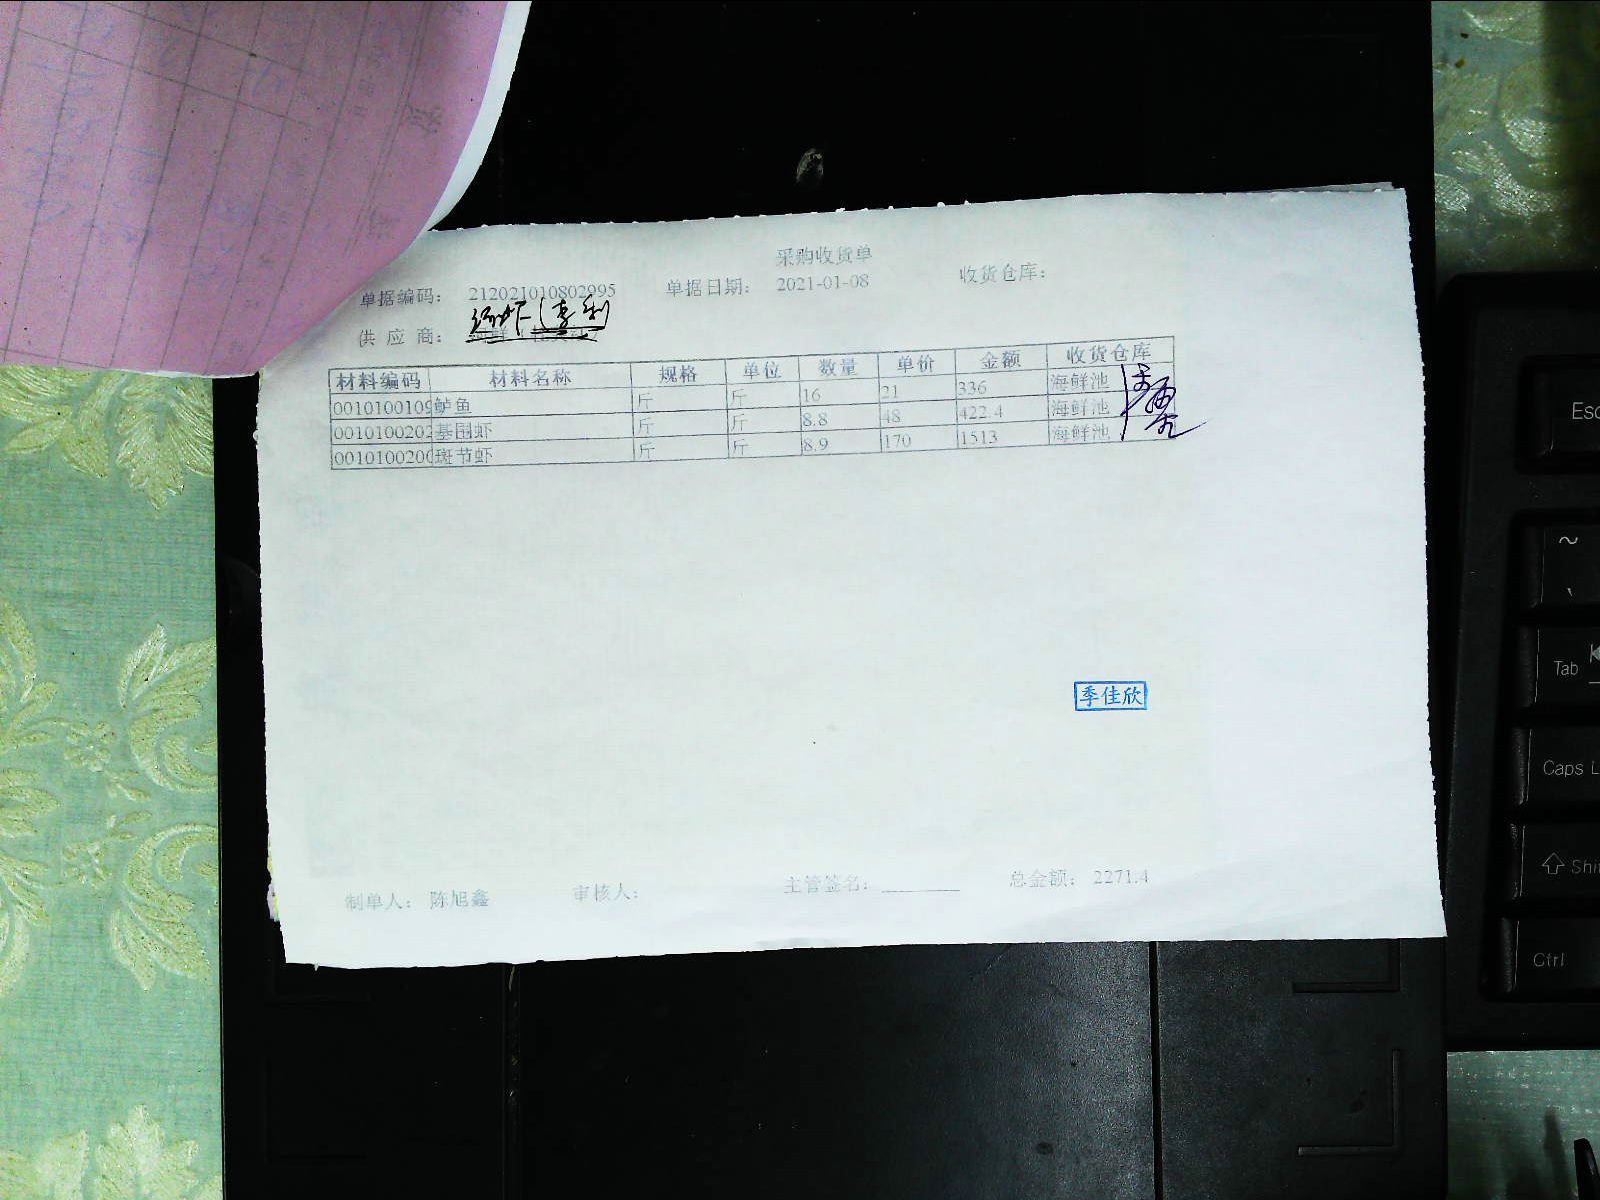 采购收货单
单据编码： 212021010802995 单据日期： 2021-01-08 收货仓库：
供 应 商：
材料编码 材料名称 规格 单位 数量 单价 金额 收货仓库
0010100109 鲈鱼 斤 斤 16 21 336 海鲜池
0010100202 基围虾 斤 斤 8.8 48 422.4 海鲜池
0010100200 斑节虾 斤 斤 8.9 170 1513 海鲜池
季佳欣
制单人： 陈旭鑫 审核人： 主管签名： 总金额： 2271.4
Esc
~
Tab
Caps L
Shi
Ctrl